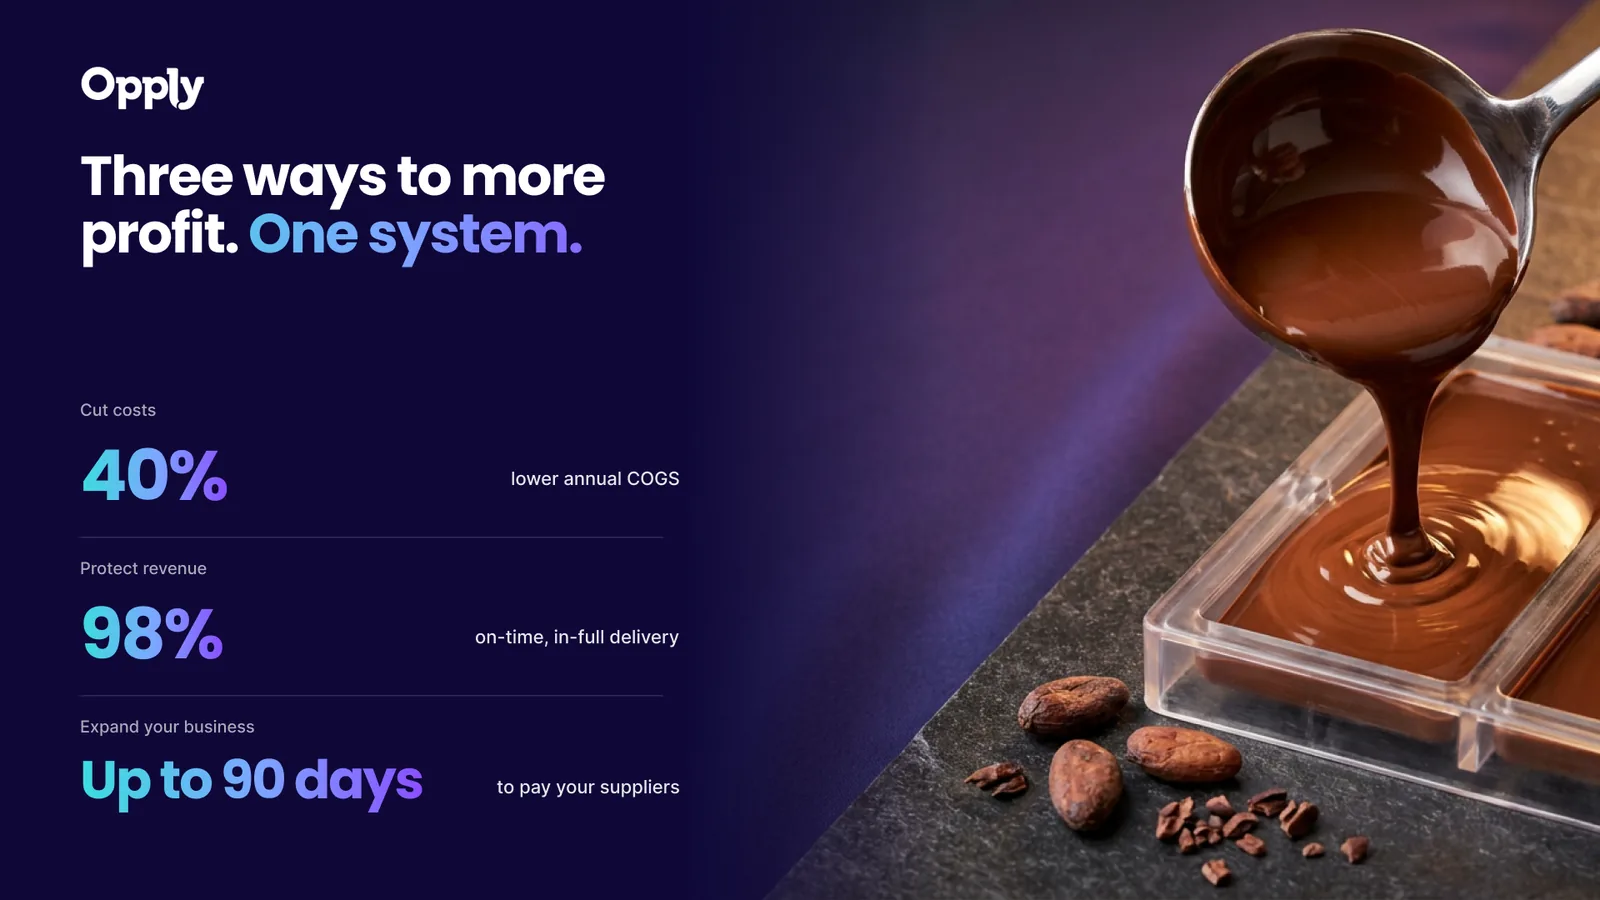 Opply
Three ways to more
profit. One system.
Cut costs
40%
lower annual COGS
Protect revenue
98%
on-time, in-full delivery
Expand your business
Up to 90 days
to pay your suppliers